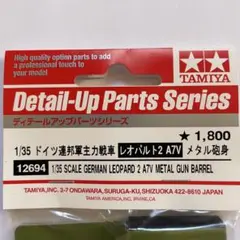 High quality option parts to add
a professional touch to
your models.
TAMIYA
Detail-Up Parts Series
ディテールアップパーツシリーズ
★ 1,800
1/35 ドイツ連邦軍主力戦車 レオパルト2 A7V メタル砲身
12694 1/35 SCALE GERMAN LEOPARD 2 A7V METAL GUN BARREL
TAMIYA, INC. 3-7 ONDAWARA, SURUGA-KU, SHIZUOKA 422-8610 JAPAN